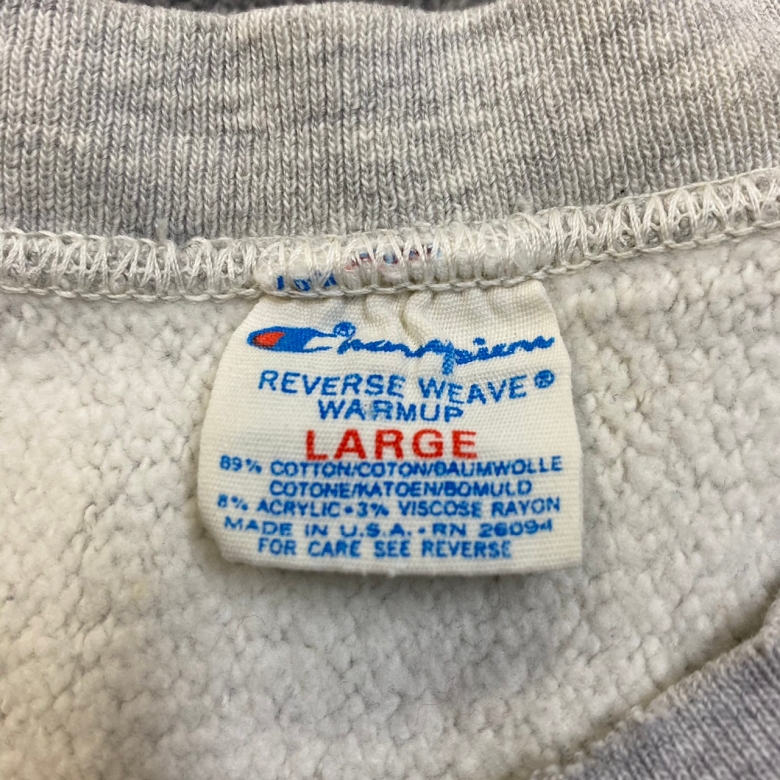 Champion®
REVERSE WEAVE®
WARMUP
LARGE
89% COTTON/COTON/BAUMWOLLE
COTONE/KATOEN/BOMULD
8% ACRYLIC•3% VISCOSE RAYON
MADE IN U.S.A.•RN 26094
FOR CARE SEE REVERSE